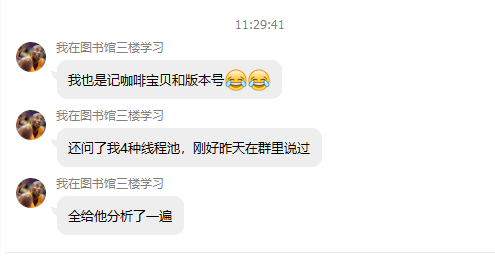 11:29:41
我在图书馆三楼学习
我也是记咖啡宝贝和版本号😂😂
我在图书馆三楼学习
还问了我4种线程池，刚好昨天在群里说过
我在图书馆三楼学习
全给他分析了一遍